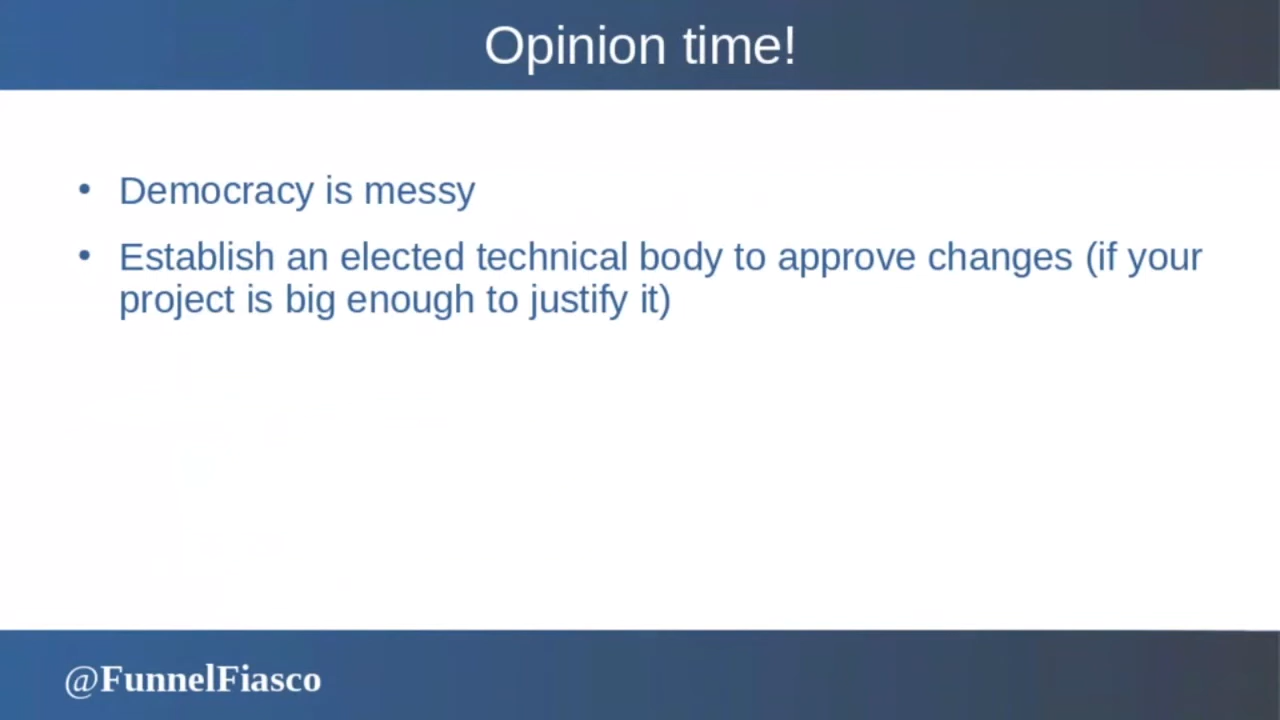 Opinion time!
• Democracy is messy
• Establish an elected technical body to approve changes (if your
project is big enough to justify it)
@FunnelFiasco